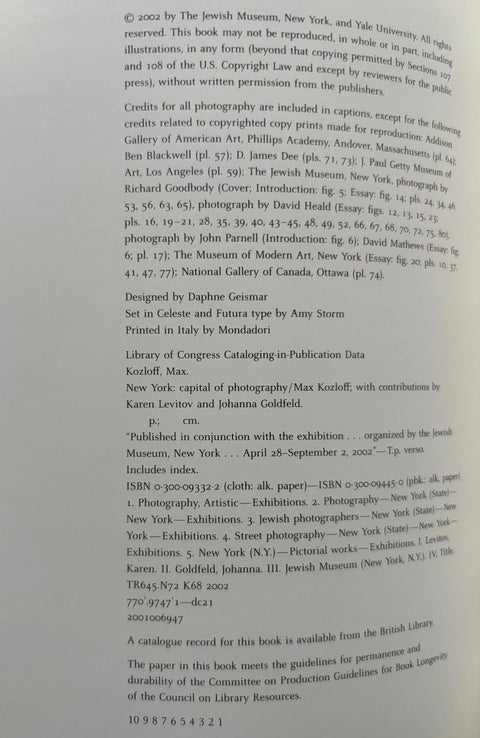 © 2002 by The Jewish Museum, New York, and Yale University. All rights
reserved. This book may not be reproduced, in whole or in part, including
illustrations, in any form (beyond that copying permitted by Sections 107
and 108 of the U.S. Copyright Law and except by reviewers for the public
press), without written permission from the publishers.
Credits for all photography are included in captions, except for the following
credits related to copyrighted copy prints made for reproduction: Addison
Gallery of American Art, Phillips Academy, Andover, Massachusetts (pl. 64);
Ben Blackwell (pl. 57); D. James Dee (pls. 71, 73); J. Paul Getty Museum of
Art, Los Angeles (pl. 59); The Jewish Museum, New York, photograph by
Richard Goodbody (Cover; Introduction: fig. 5; Essay: fig. 14; pls. 24, 34, 46,
53, 56, 63, 65), photograph by David Heald (Essay: figs. 12, 13, 15, 23;
pls. 16, 19–21, 28, 35, 39, 40, 43–45, 48, 49, 52, 66, 67, 68, 70, 72, 75, 80),
photograph by John Parnell (Introduction: fig. 6); David Mathews (Essay: fig.
6; pl. 17); The Museum of Modern Art, New York (Essay: fig. 20; pls. 10, 37,
41, 47, 77); National Gallery of Canada, Ottawa (pl. 74).
Designed by Daphne Geismar
Set in Celeste and Futura type by Amy Storm
Printed in Italy by Mondadori
Library of Congress Cataloging-in-Publication Data
Kozloff, Max.
New York: capital of photography/Max Kozloff; with contributions by
Karen Levitov and Johanna Goldfeld.
p.; cm.
"Published in conjunction with the exhibition . . . organized by the Jewish
Museum, New York . . . April 28–September 2, 2002"—T.p. verso.
Includes index.
ISBN 0-300-09332-2 (cloth: alk. paper)—ISBN 0-300-09445-0 (pbk.: alk. paper)
1. Photography, Artistic—Exhibitions. 2. Photography—New York (State)—
New York—Exhibitions. 3. Jewish photographers—New York (State)—New
York—Exhibitions. 4. Street photography—New York (State)—New York—
Exhibitions. 5. New York (N.Y.)—Pictorial works—Exhibitions. I. Levitov,
Karen. II. Goldfeld, Johanna. III. Jewish Museum (New York, N.Y.). IV. Title.
TR645.N72 K68 2002
770'.9747'1—dc21
2001006947
A catalogue record for this book is available from the British Library.
The paper in this book meets the guidelines for permanence and
durability of the Committee on Production Guidelines for Book Longevity
of the Council on Library Resources.
10 9 8 7 6 5 4 3 2 1